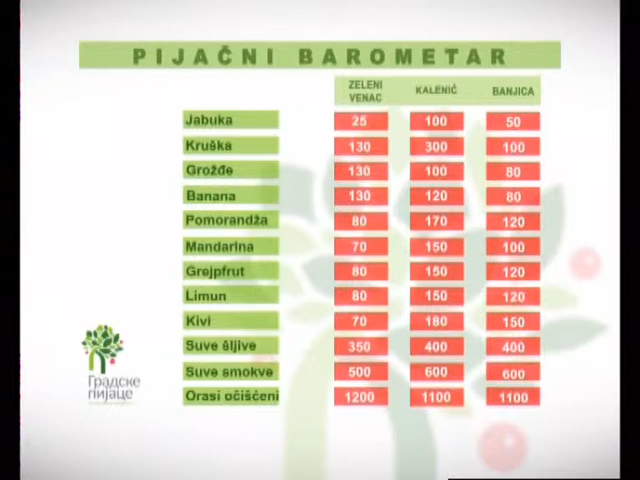 PIJAČNI BAROMETAR
ZELENI VENAC KALENIĆ BANJICA
Jabuka 25 100 50
Kruška 130 300 100
Grožđe 130 100 80
Banana 130 120 80
Pomorandža 80 170 120
Mandarina 70 150 100
Grejpfrut 80 150 120
Limun 80 150 120
Kivi 70 180 150
Suve šljive 350 400 400
Suve smokve 500 600 600
Orasi očišćeni 1200 1100 1100
Градске
пијаце